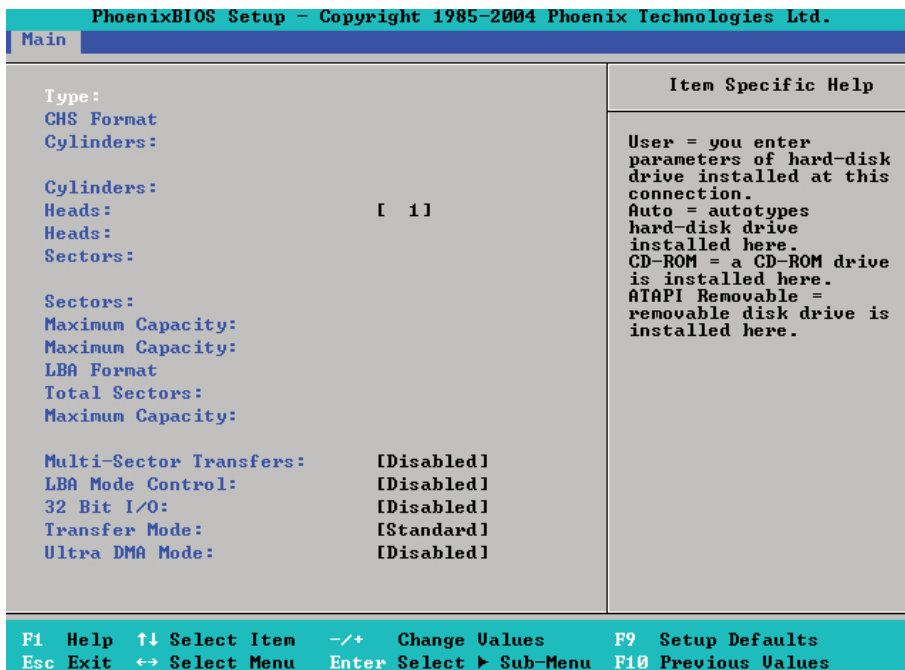 PhoenixBIOS Setup – Copyright 1985-2004 Phoenix Technologies Ltd.
Main
Type:
CHS Format
Cylinders:
Cylinders:
Heads: [ 1]
Heads:
Sectors:
Sectors:
Maximum Capacity:
Maximum Capacity:
LBA Format
Total Sectors:
Maximum Capacity:
Multi-Sector Transfers: [Disabled]
LBA Mode Control: [Disabled]
32 Bit I/O: [Disabled]
Transfer Mode: [Standard]
Ultra DMA Mode: [Disabled]
Item Specific Help
User = you enter
parameters of hard-disk
drive installed at this
connection.
Auto = autotypes
hard-disk drive
installed here.
CD-ROM = a CD-ROM drive
is installed here.
ATAPI Removable =
removable disk drive is
installed here.
F1 Help ↑↓ Select Item -/+ Change Values F9 Setup Defaults
Esc Exit ↔ Select Menu Enter Select ▶ Sub-Menu F10 Previous Values